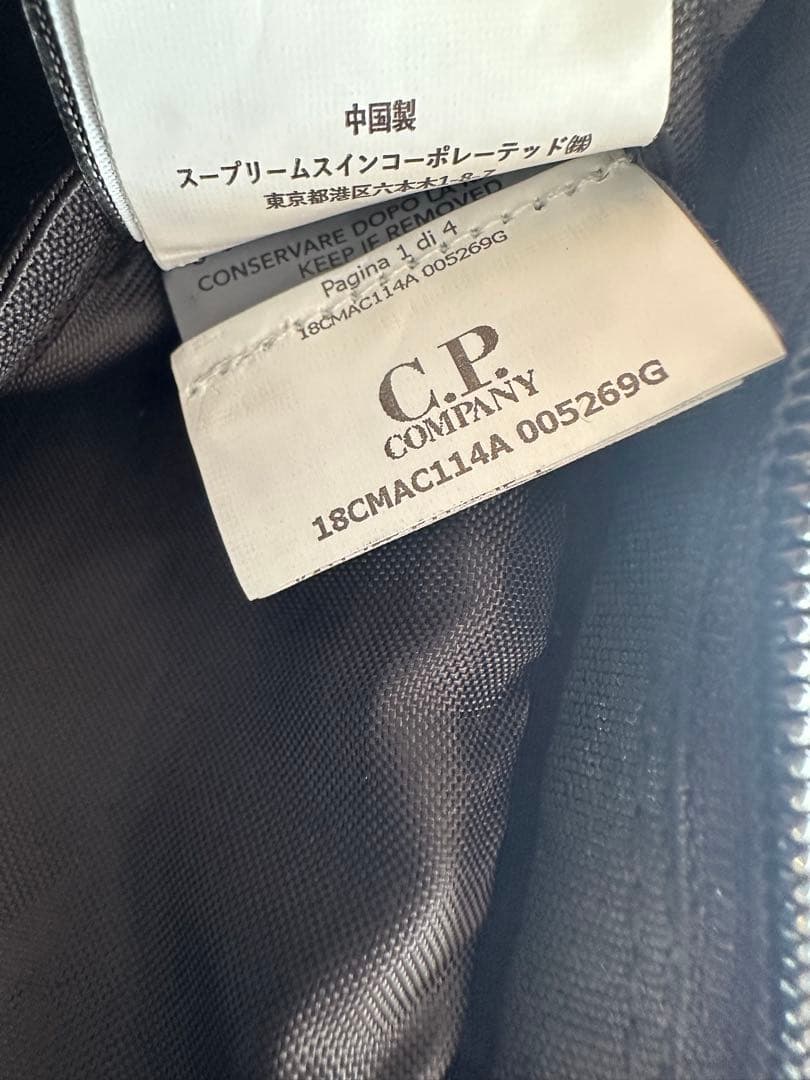 中国製
スープリームスインコーポレーテッド㈱
東京都港区六本木1-8-7
CONSERVARE DOPO LA
KEEP IF REMOVED
Pagina 1 di 4
18CMAC114A 005269G
C.P.
COMPANY
18CMAC114A 005269G